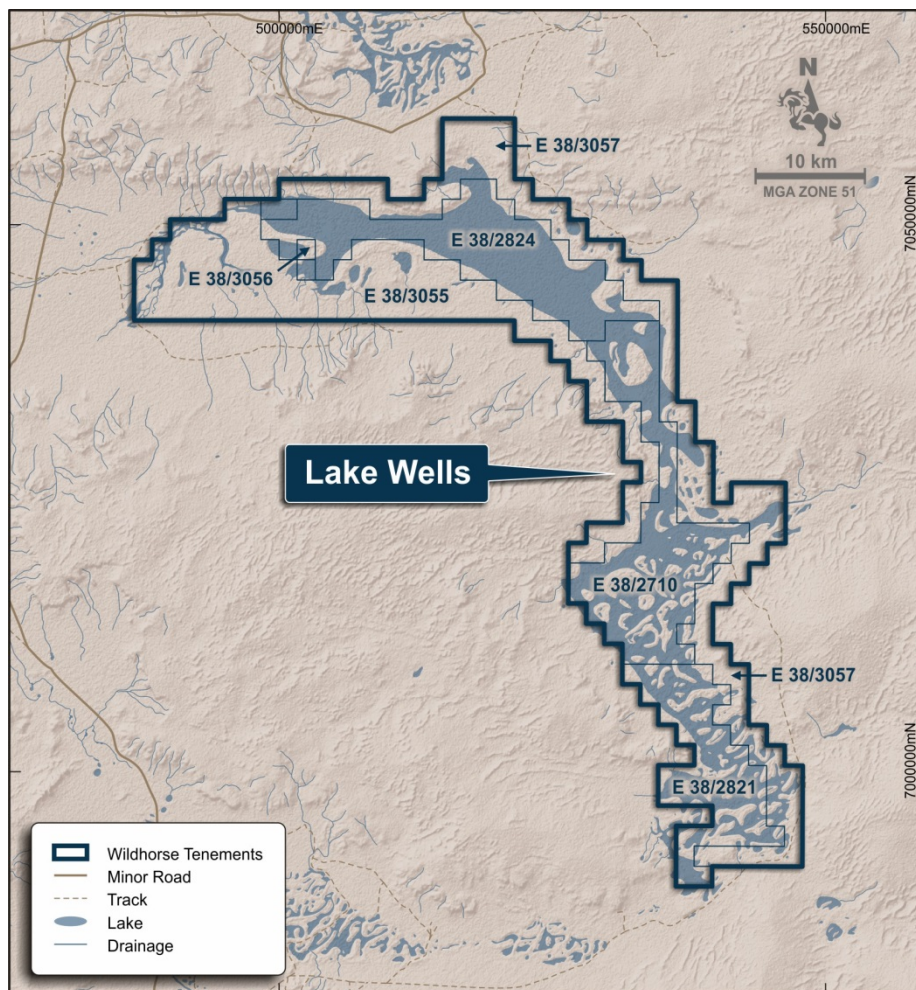 500000mE
550000mE
N
10 km
MGA ZONE 51
E 38/3057
7050000mN
E 38/2824
E 38/3056
E 38/3055
Lake Wells
E 38/2710
E 38/3057
7000000mN
E 38/2821
Wildhorse Tenements
Minor Road
Track
Lake
Drainage